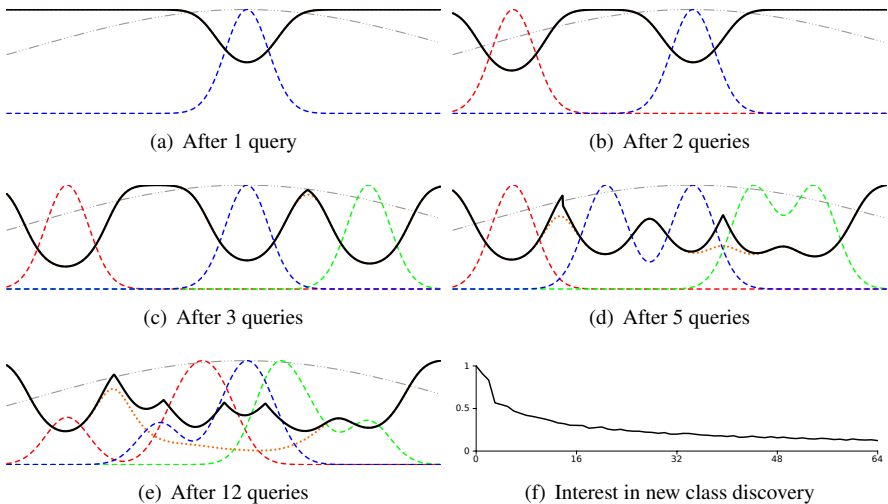 (a) After 1 query
(b) After 2 queries
(c) After 3 queries
(d) After 5 queries
1
0.5
0
0 16 32 48 64
(e) After 12 queries
(f) Interest in new class discovery